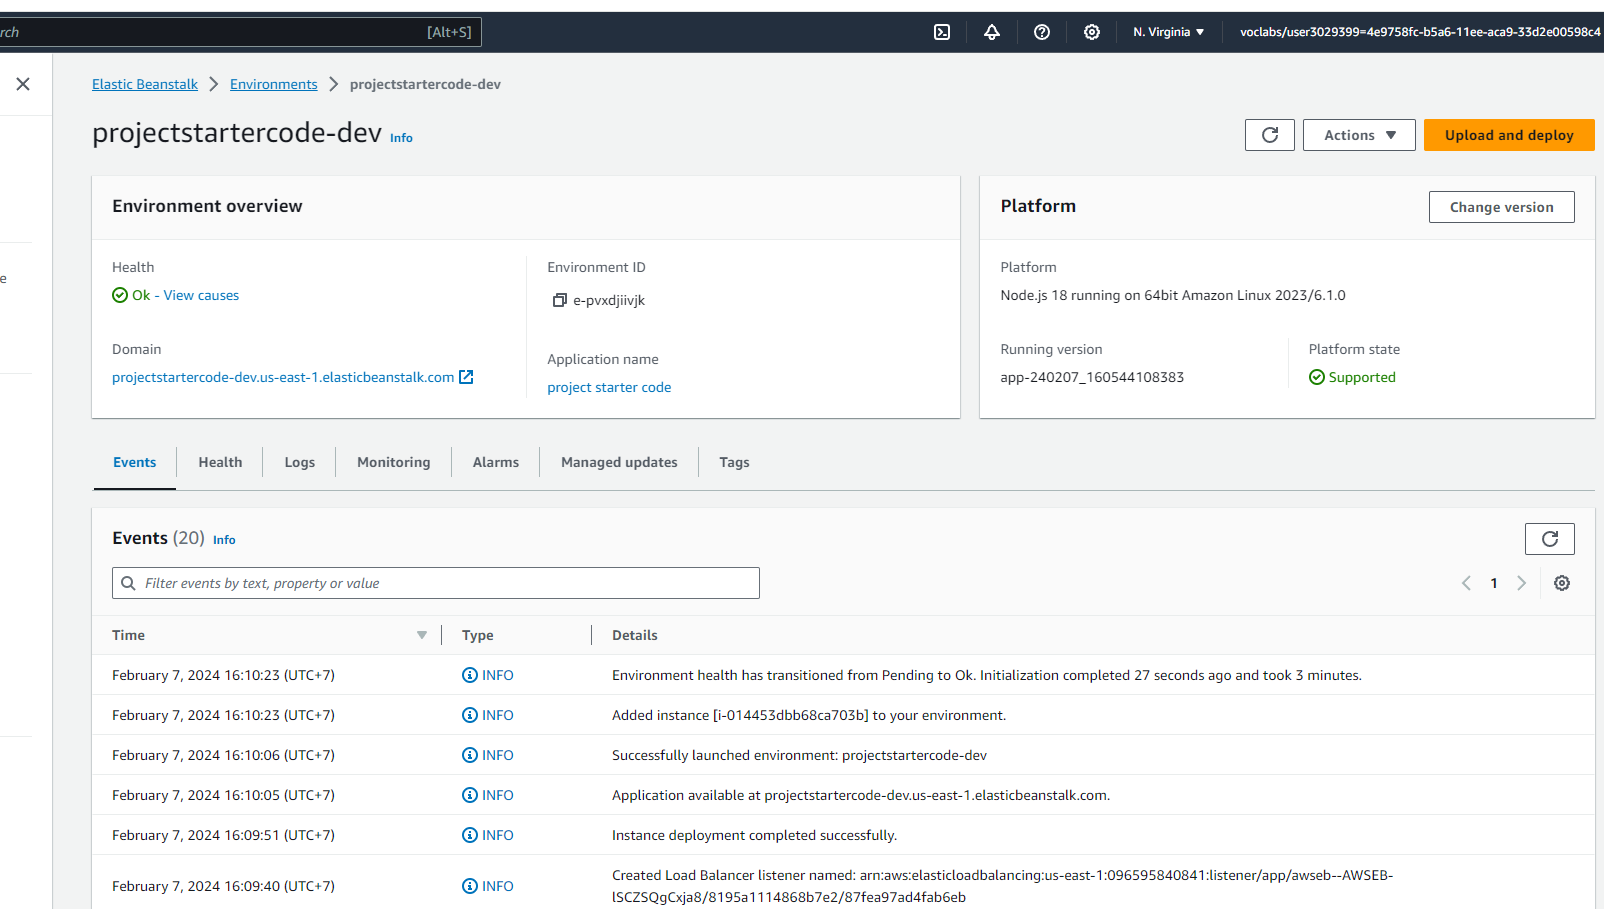 rch [Alt+S] N. Virginia ▼ voclabs/user3029399=4e9758fc-b5a6-11ee-aca9-33d2e00598c4
Elastic Beanstalk > Environments > projectstartercode-dev
projectstartercode-dev Info
Actions ▼ Upload and deploy
Environment overview
Health
Ok - View causes
Domain
projectstartercode-dev.us-east-1.elasticbeanstalk.com
Environment ID
e-pvxdjiivjk
Application name
project starter code
Platform
Change version
Platform
Node.js 18 running on 64bit Amazon Linux 2023/6.1.0
Running version
app-240207_160544108383
Platform state
Supported
e
Events Health Logs Monitoring Alarms Managed updates Tags
Events (20) Info
Filter events by text, property or value
1
Time Type Details
February 7, 2024 16:10:23 (UTC+7) INFO Environment health has transitioned from Pending to Ok. Initialization completed 27 seconds ago and took 3 minutes.
February 7, 2024 16:10:23 (UTC+7) INFO Added instance [i-014453dbb68ca703b] to your environment.
February 7, 2024 16:10:06 (UTC+7) INFO Successfully launched environment: projectstartercode-dev
February 7, 2024 16:10:05 (UTC+7) INFO Application available at projectstartercode-dev.us-east-1.elasticbeanstalk.com.
February 7, 2024 16:09:51 (UTC+7) INFO Instance deployment completed successfully.
February 7, 2024 16:09:40 (UTC+7) INFO Created Load Balancer listener named: arn:aws:elasticloadbalancing:us-east-1:096595840841:listener/app/awseb--AWSEB-
lSCZSQgCxja8/8195a1114868b7e2/87fea97ad4fab6eb